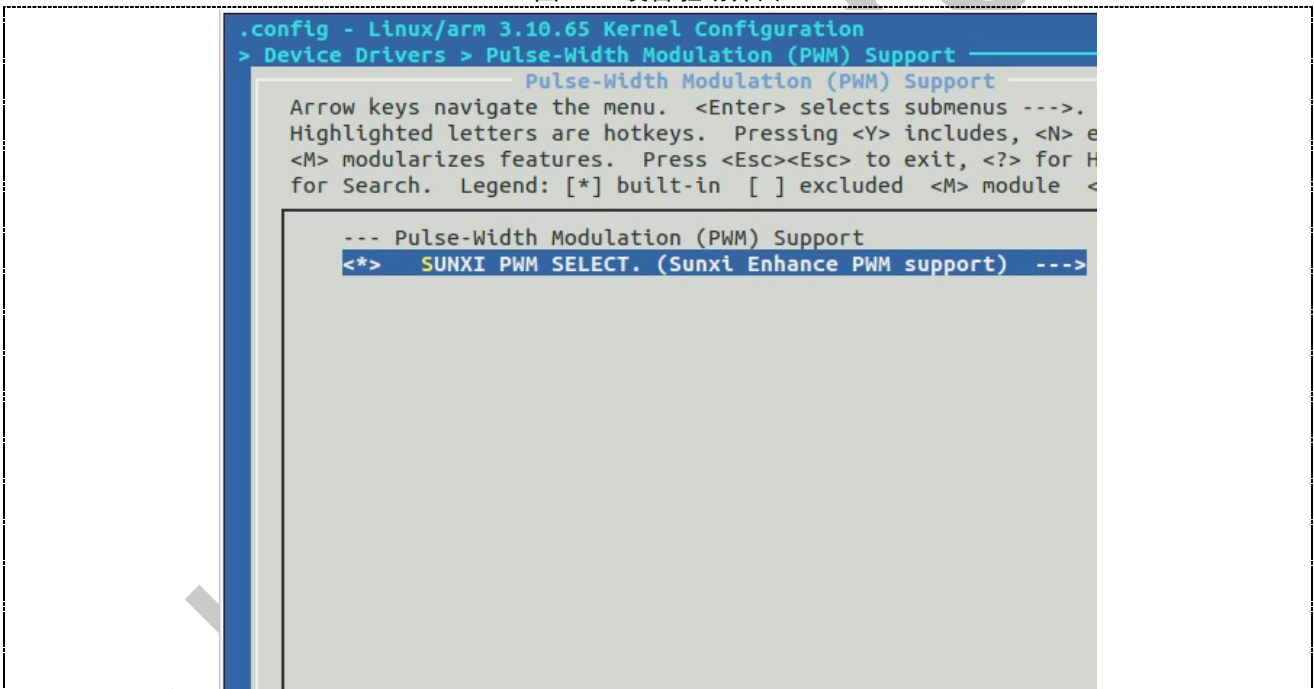 .config - Linux/arm 3.10.65 Kernel Configuration
> Device Drivers > Pulse-Width Modulation (PWM) Support
Pulse-Width Modulation (PWM) Support
Arrow keys navigate the menu.  <Enter> selects submenus --->.
Highlighted letters are hotkeys.  Pressing <Y> includes, <N> e
<M> modularizes features.  Press <Esc><Esc> to exit, <?> for H
for Search.  Legend: [*] built-in  [ ] excluded  <M> module  <
--- Pulse-Width Modulation (PWM) Support
<*>   SUNXI PWM SELECT. (Sunxi Enhance PWM support)  --->